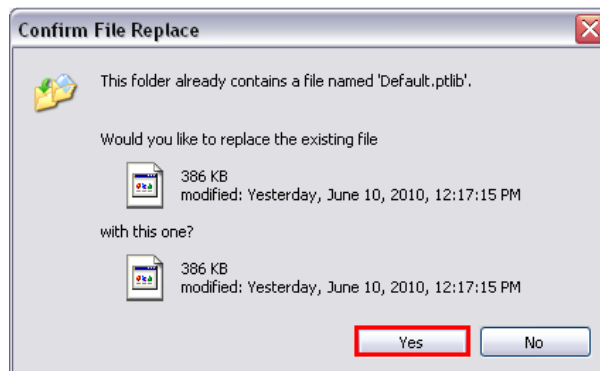 Confirm File Replace
This folder already contains a file named 'Default.ptlib'.
Would you like to replace the existing file
386 KB
modified: Yesterday, June 10, 2010, 12:17:15 PM
with this one?
386 KB
modified: Yesterday, June 10, 2010, 12:17:15 PM
Yes No